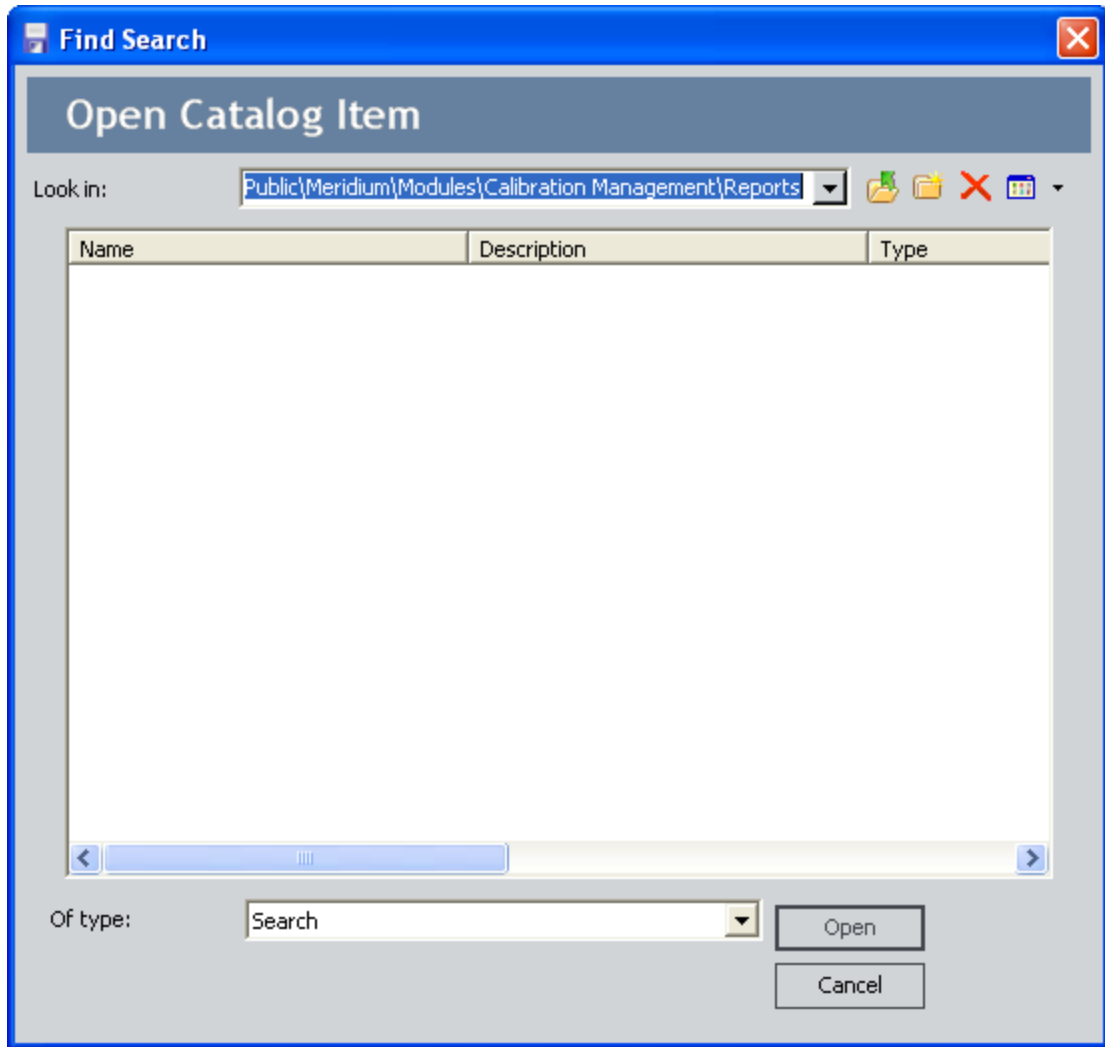 Find Search
Open Catalog Item
Look in:
Public\Meridium\Modules\Calibration Management\Reports
Name Description Type
Of type:
Search
Open
Cancel